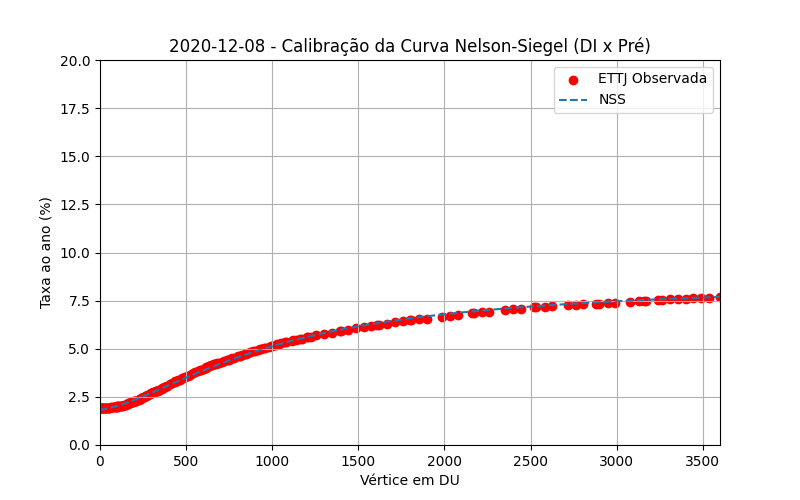 2020-12-08 - Calibração da Curva Nelson-Siegel (DI x Pré)
20.0
17.5
15.0
12.5
10.0
7.5
5.0
2.5
0.0
Taxa ao ano (%)
ETTJ Observada
NSS
0 500 1000 1500 2000 2500 3000 3500
Vértice em DU